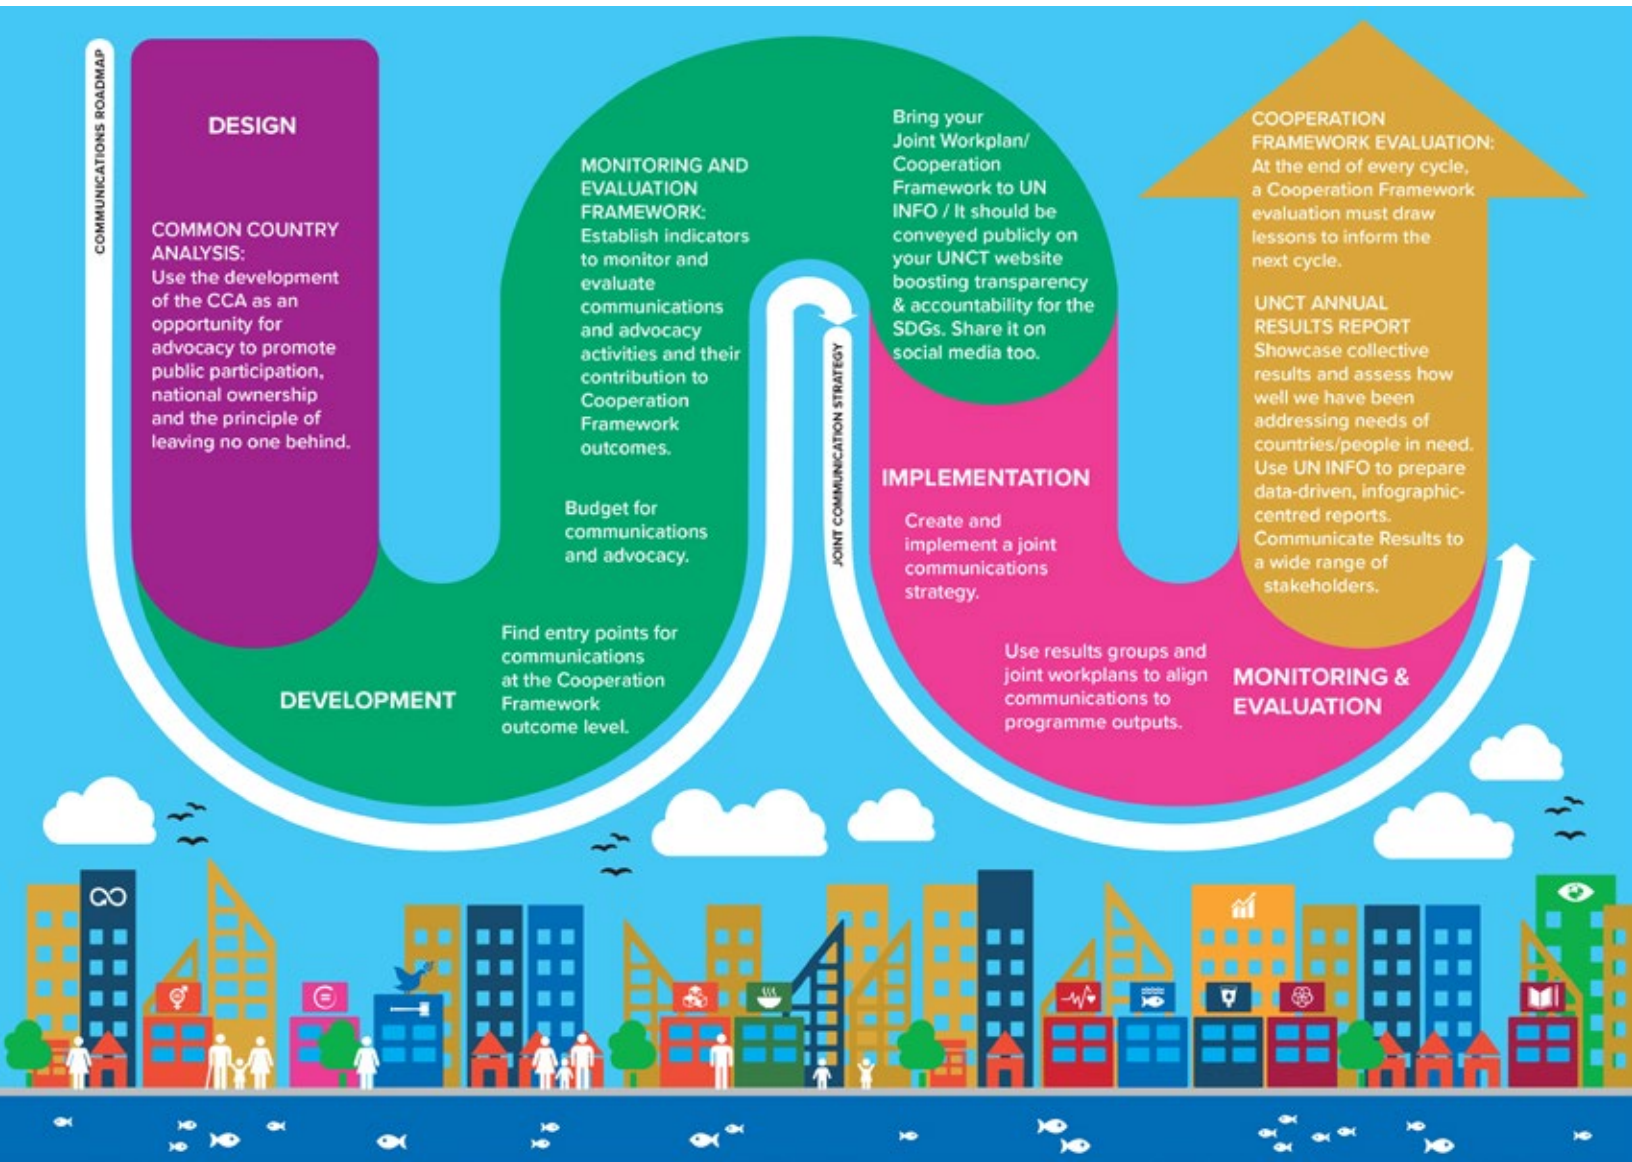 COMMUNICATIONS ROADMAP
DESIGN
COMMON COUNTRY
ANALYSIS:
Use the development
of the CCA as an
opportunity for
advocacy to promote
public participation,
national ownership
and the principle of
leaving no one behind.
DEVELOPMENT
Find entry points for
communications
at the Cooperation
Framework
outcome level.
Budget for
communications
and advocacy.
MONITORING AND
EVALUATION
FRAMEWORK:
Establish indicators
to monitor and
evaluate
communications
and advocacy
activities and their
contribution to
Cooperation
Framework
outcomes.
Bring your
Joint Workplan/
Cooperation
Framework to UN
INFO / It should be
conveyed publicly on
your UNCT website
boosting transparency
& accountability for the
SDGs. Share it on
social media too.
JOINT COMMUNICATION STRATEGY
IMPLEMENTATION
Create and
implement a joint
communications
strategy.
Use results groups and
joint workplans to align
communications to
programme outputs.
MONITORING &
EVALUATION
COOPERATION
FRAMEWORK EVALUATION:
At the end of every cycle,
a Cooperation Framework
evaluation must draw
lessons to inform the
next cycle.
UNCT ANNUAL
RESULTS REPORT
Showcase collective
results and assess how
well we have been
addressing needs of
countries/people in need.
Use UN INFO to prepare
data-driven, infographic-
centred reports.
Communicate Results to
a wide range of
stakeholders.